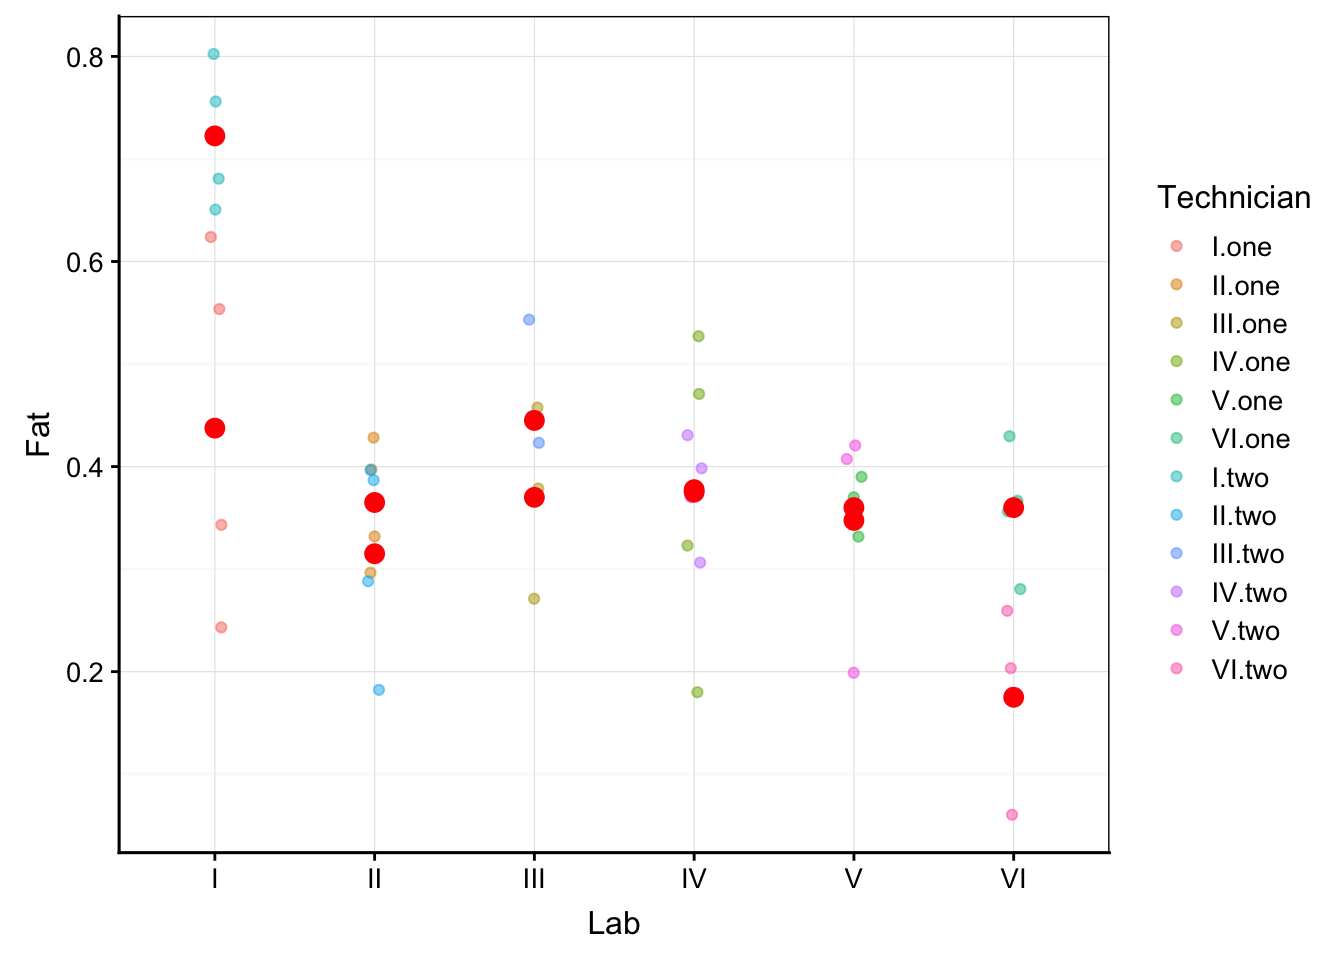 0.8
0.6
0.4
0.2
Fat
I
II
III
IV
V
VI
Lab
Technician
I.one
II.one
III.one
IV.one
V.one
VI.one
I.two
II.two
III.two
IV.two
V.two
VI.two